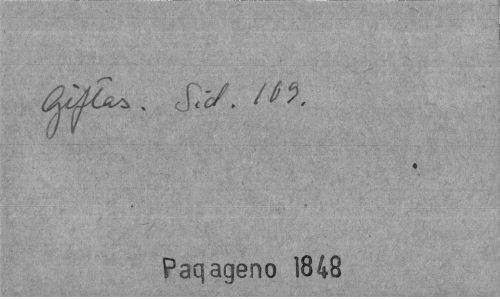 Giftas. Sid. 109.
Paqageno 1848